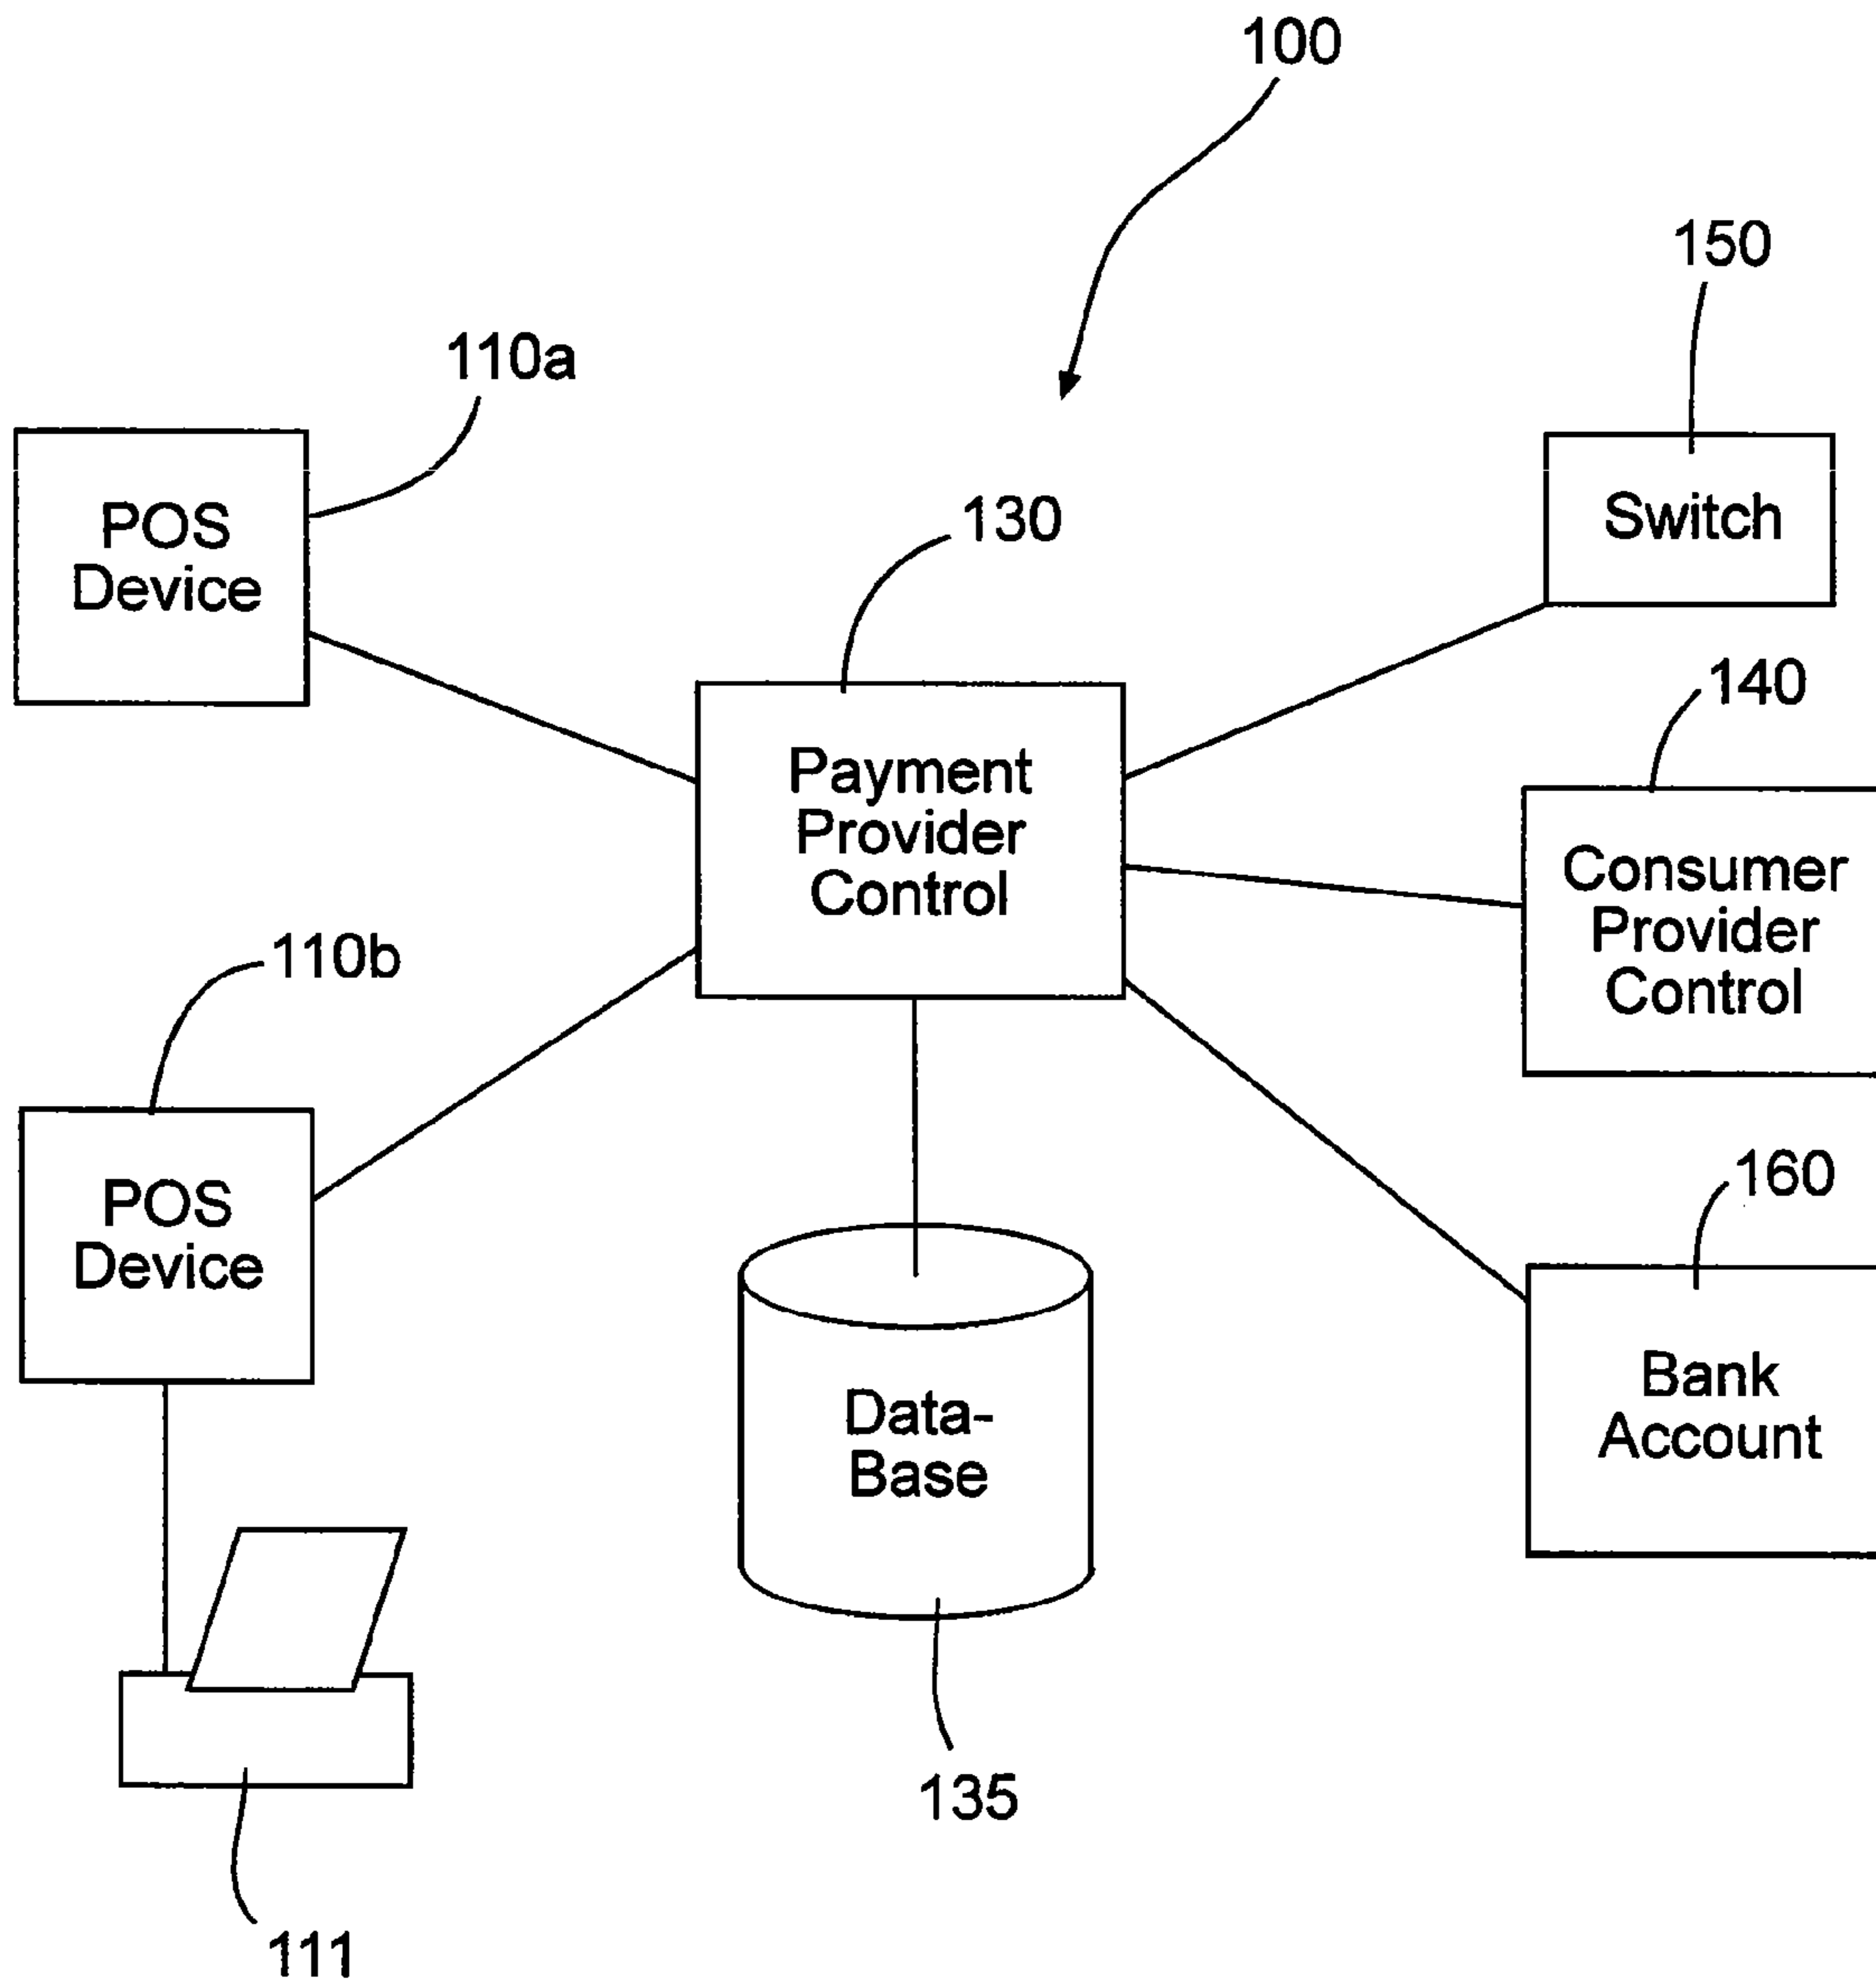 100
150
110a
POS
Device
130
Switch
140
Payment
Provider
Control
Consumer
Provider
Control
110b
POS
Device
160
Bank
Account
Data-
Base
135
111